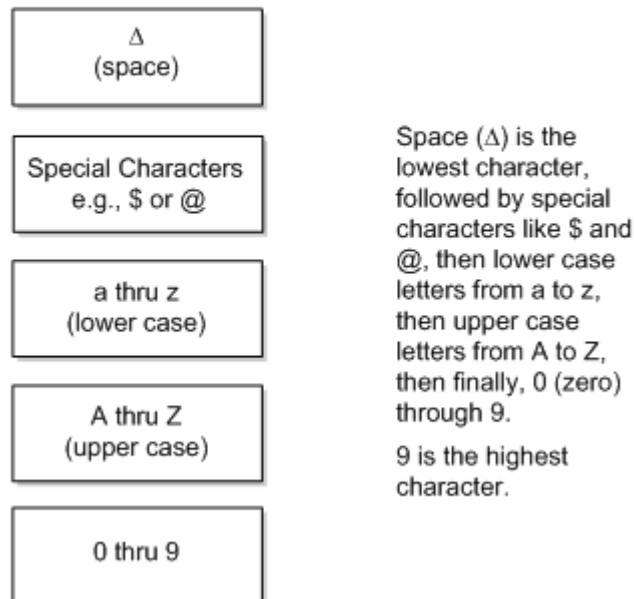 Δ
(space)
Special Characters
e.g., $ or @
a thru z
(lower case)
A thru Z
(upper case)
0 thru 9
Space (Δ) is the
lowest character,
followed by special
characters like $ and
@, then lower case
letters from a to z,
then upper case
letters from A to Z,
then finally, 0 (zero)
through 9.
9 is the highest
character.